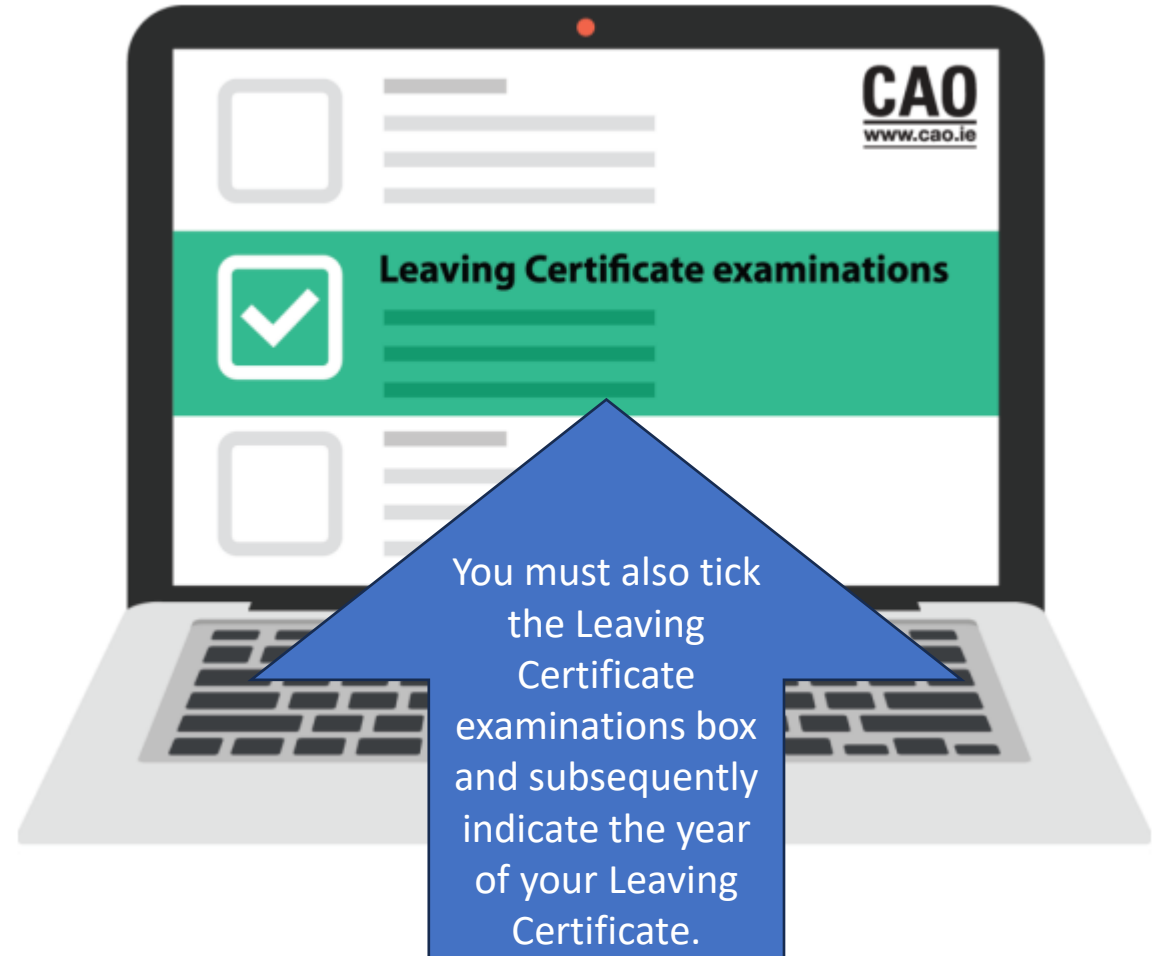 CAO
www.cao.ie
Leaving Certificate examinations
You must also tick
the Leaving
Certificate
examinations box
and subsequently
indicate the year
of your Leaving
Certificate.